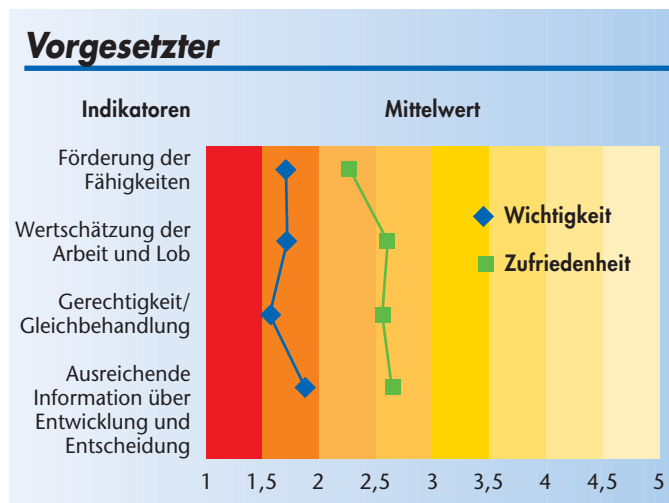 Vorgesetzter
Indikatoren
Mittelwert
Förderung der
Fähigkeiten
Wertschätzung der
Arbeit und Lob
Gerechtigkeit/
Gleichbehandlung
Ausreichende
Information über
Entwicklung und
Entscheidung
Wichtigkeit
Zufriedenheit
1 1,5 2 2,5 3 3,5 4 4,5 5